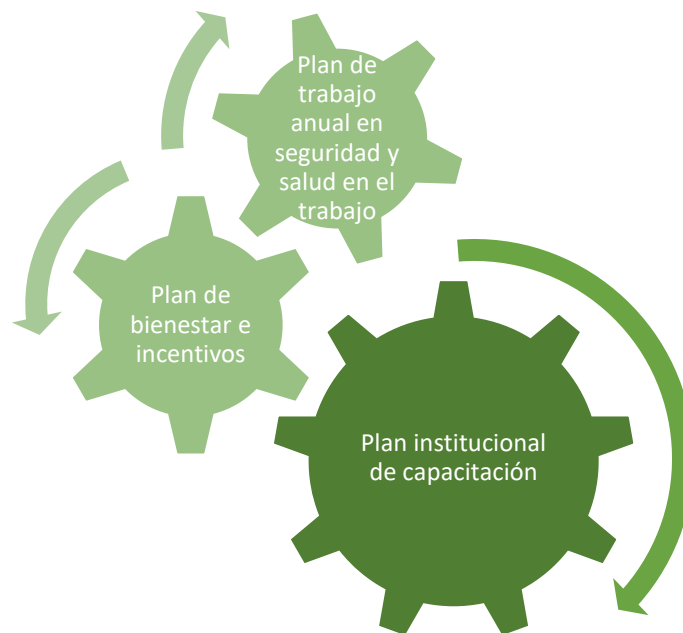 Plan de
trabajo
anual en
seguridad y
salud en el
trabajo
Plan de
bienestar e
incentivos
Plan institucional
de capacitación